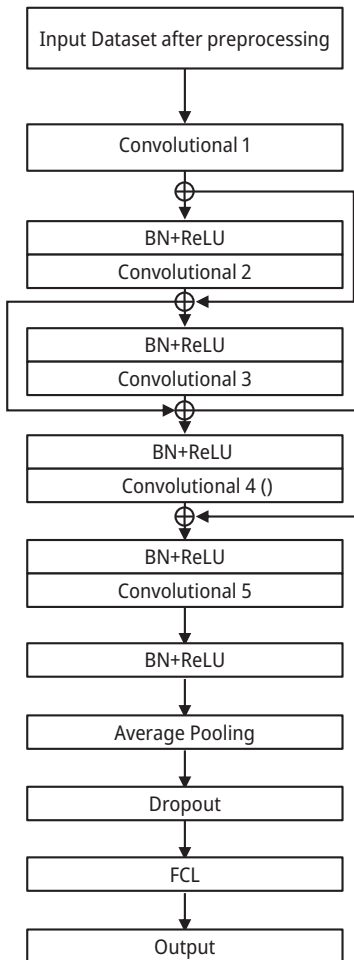 Input Dataset after preprocessing
Convolutional 1
BN+ReLU
Convolutional 2
BN+ReLU
Convolutional 3
BN+ReLU
Convolutional 4 ()
BN+ReLU
Convolutional 5
BN+ReLU
Average Pooling
Dropout
FCL
Output